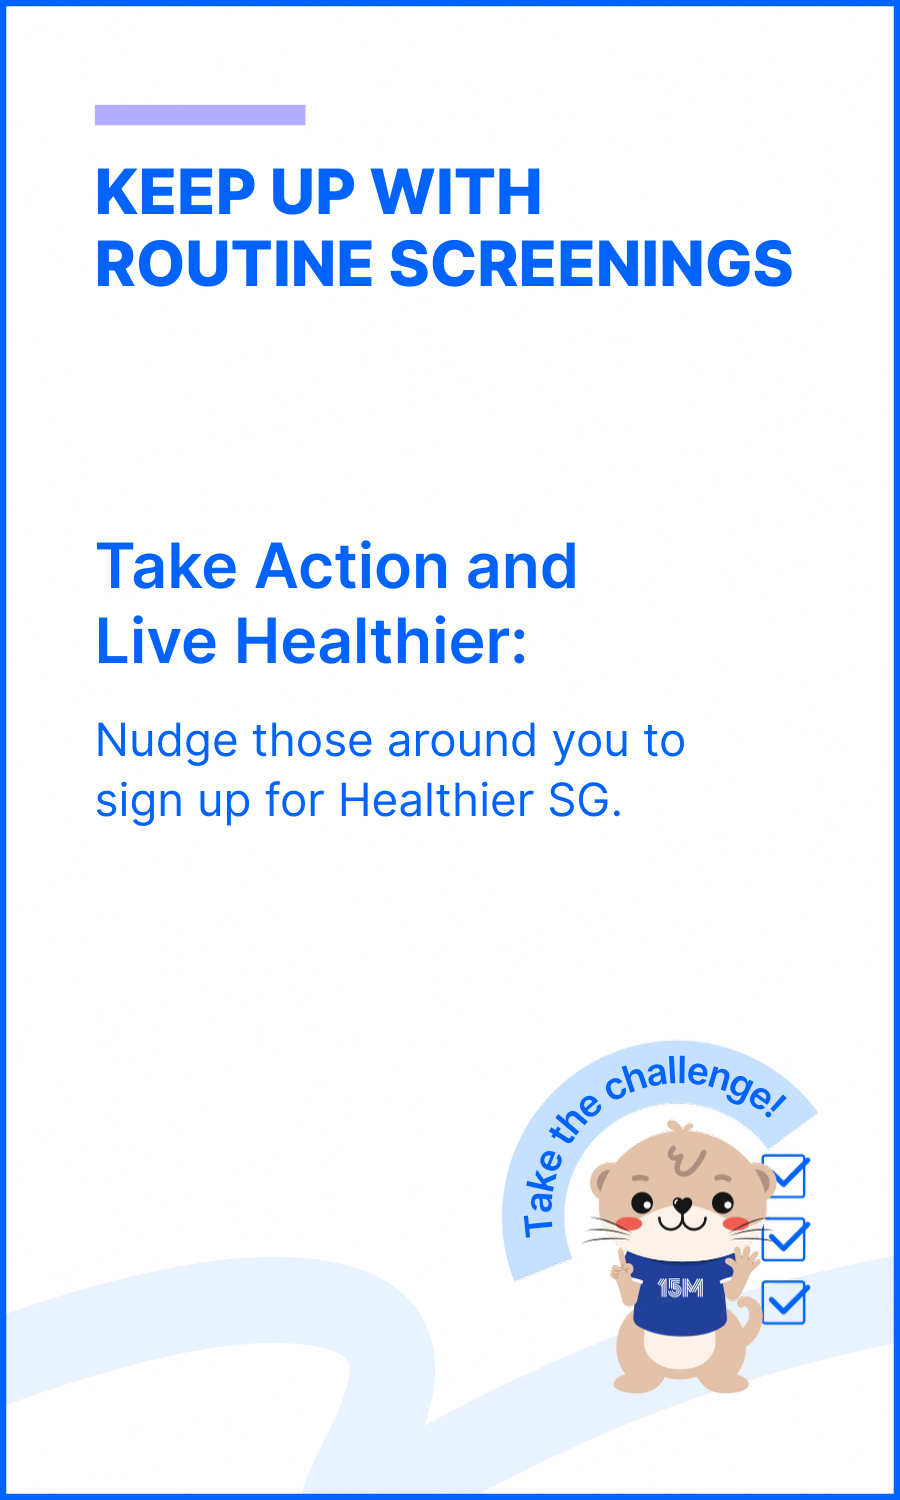 KEEP UP WITH
ROUTINE SCREENINGS
Take Action and
Live Healthier:
Nudge those around you to
sign up for Healthier SG.
Take the challenge!
15M